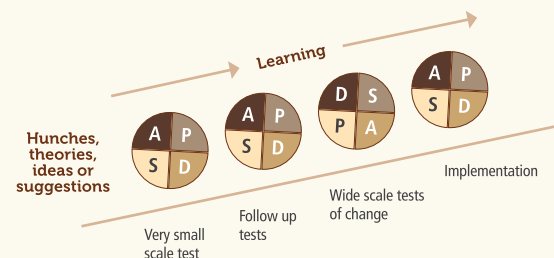 Learning
Hunches,
theories,
ideas or
suggestions
A P
S D
A P
S D
D S
P A
A P
S D
Very small
scale test
Follow up
tests
Wide scale tests
of change
Implementation